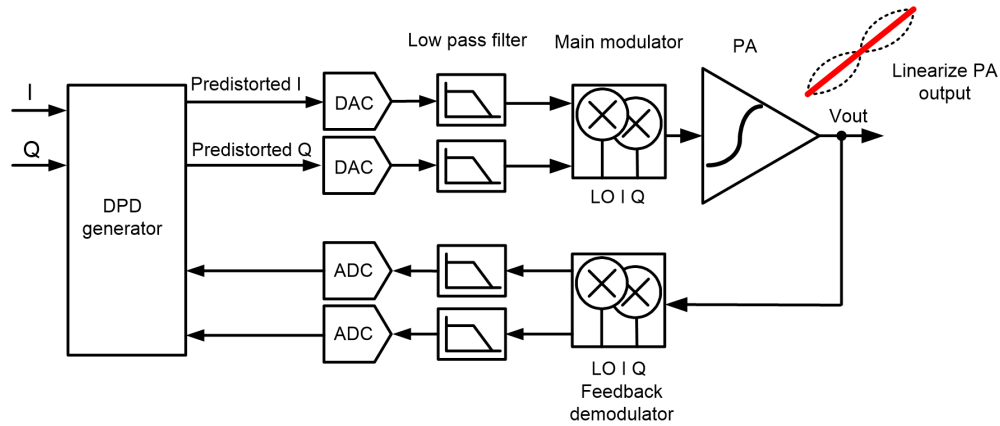 Low pass filter
Main modulator
PA
Linearize PA
output
I
Q
DPD
generator
Predistorted I
Predistorted Q
DAC
DAC
LO I Q
Vout
ADC
ADC
LO I Q
Feedback
demodulator